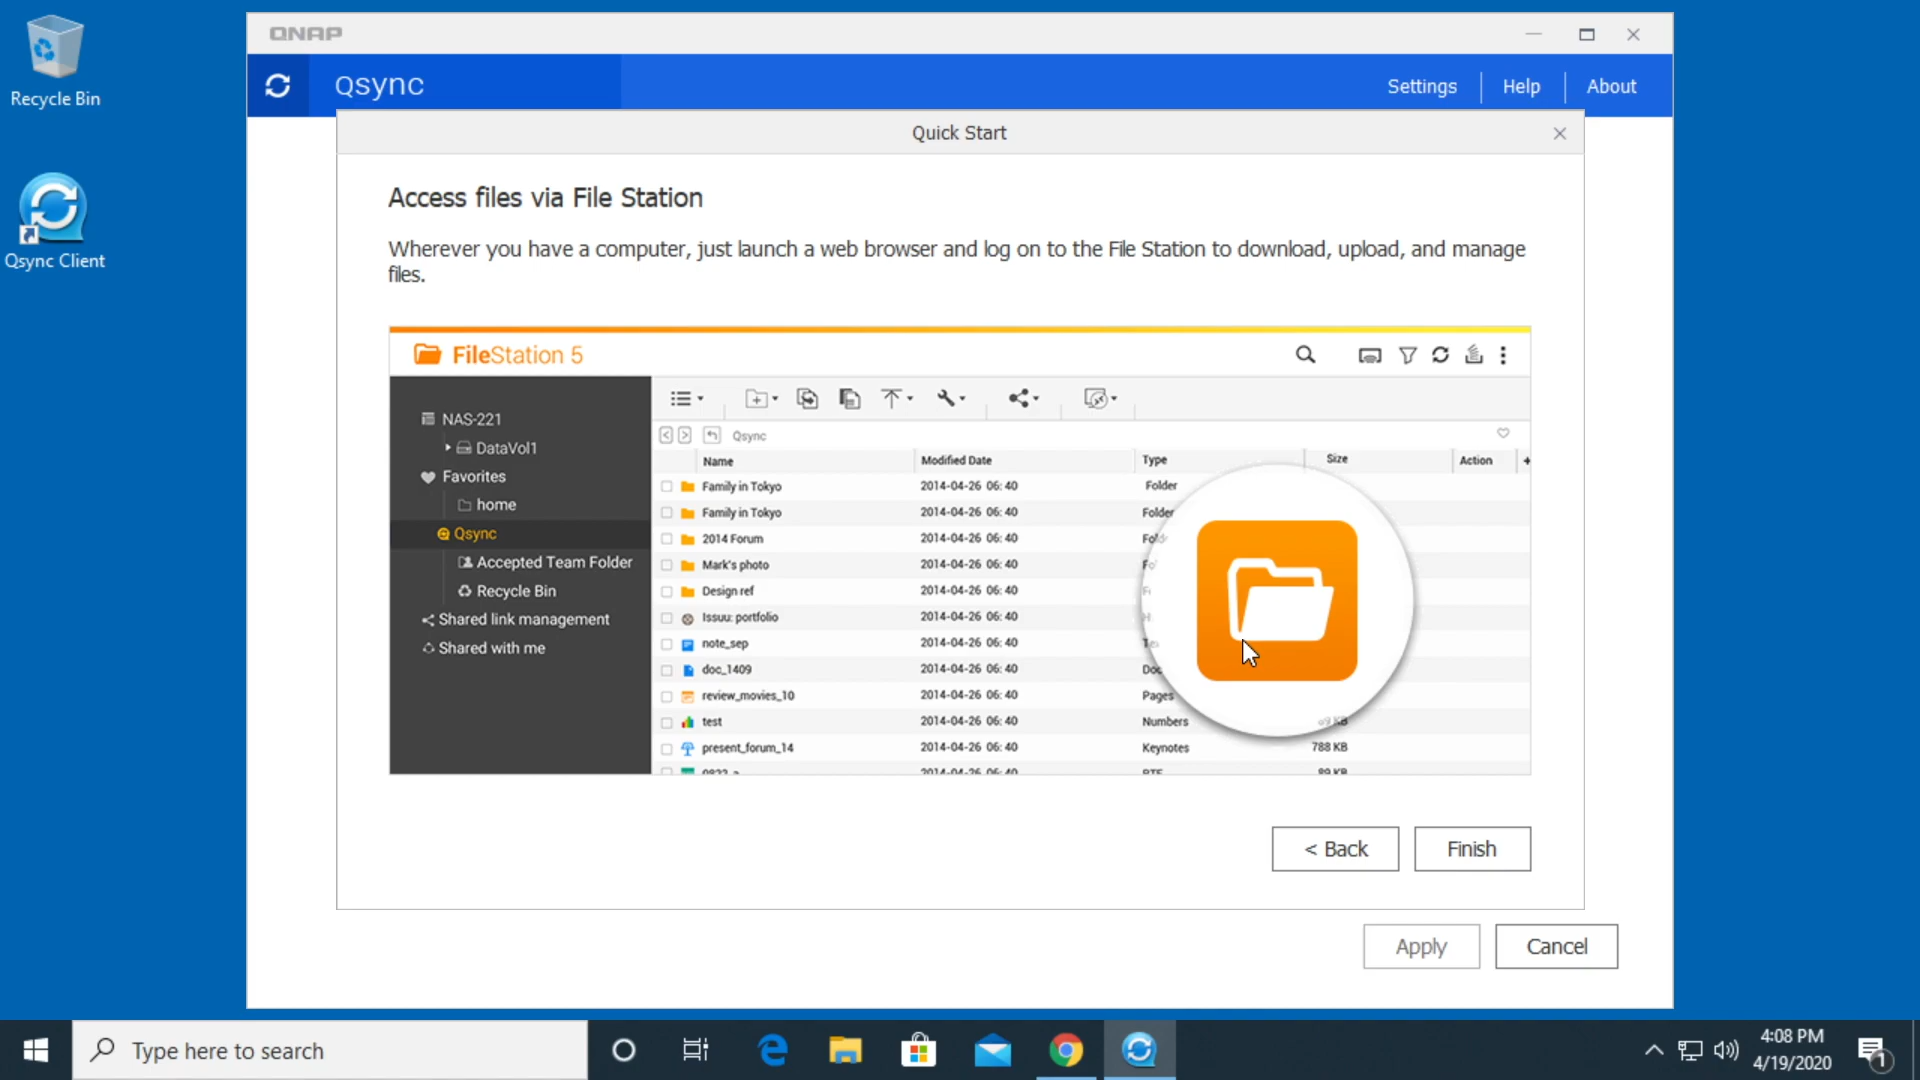 Recycle Bin
Qsync Client
QNAP
Qsync
Settings
Help
About
Quick Start
Access files via File Station
Wherever you have a computer, just launch a web browser and log on to the File Station to download, upload, and manage
files.
FileStation 5
NAS-221
DataVol1
Favorites
home
Qsync
Accepted Team Folder
Recycle Bin
Shared link management
Shared with me
Qsync
Name Modified Date Type Size Action
Family in Tokyo 2014-04-26 06:40 Folder
Family in Tokyo 2014-04-26 06:40 Folder
2014 Forum 2014-04-26 06:40
Mark's photo 2014-04-26 06:40
Design ref 2014-04-26 06:40
Issuu: portfolio 2014-04-26 06:40
note_sep 2014-04-26 06:40
doc_1409 2014-04-26 06:40
review_movies_10 2014-04-26 06:40 Pages
test 2014-04-26 06:40 Numbers
present_forum_14 2014-04-26 06:40 Keynotes 788 KB
< Back
Finish
Apply
Cancel
Type here to search
4:08 PM
4/19/2020
1